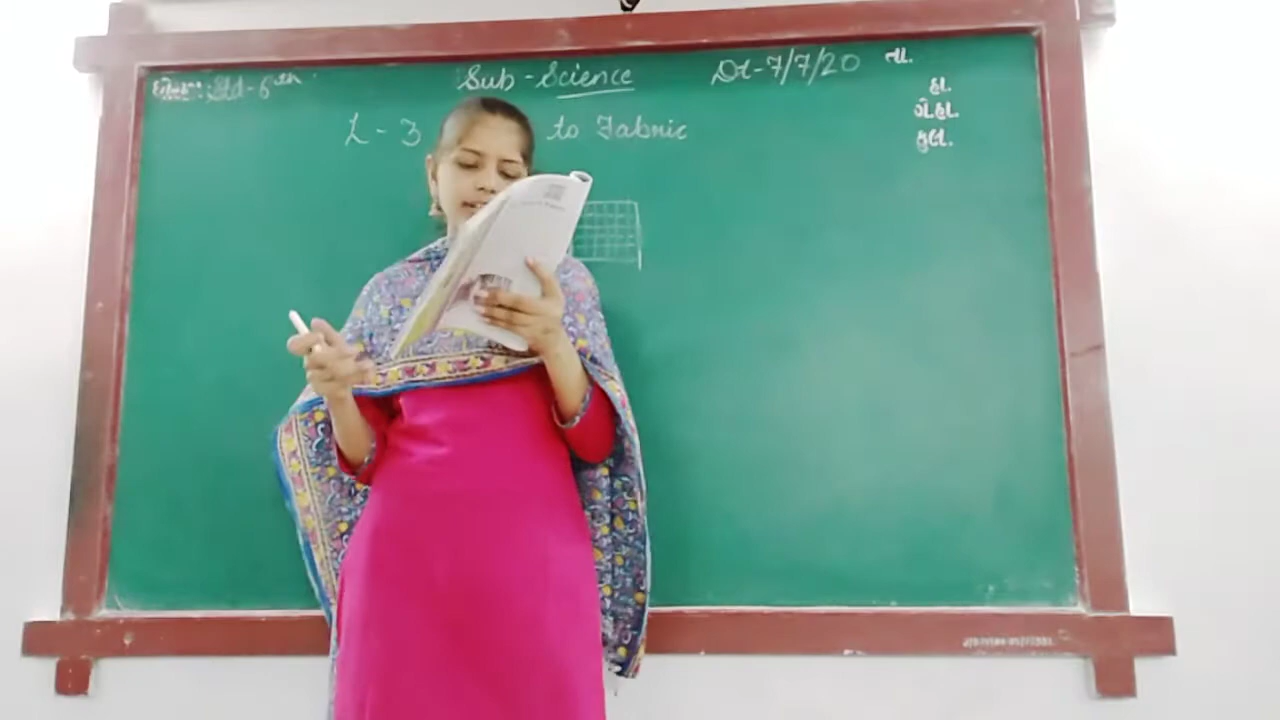 Std-6th Sub-Science Dt-7/7/20 તા.
હા.
ગે.હા.
કુલ.
L-3 to Fabric